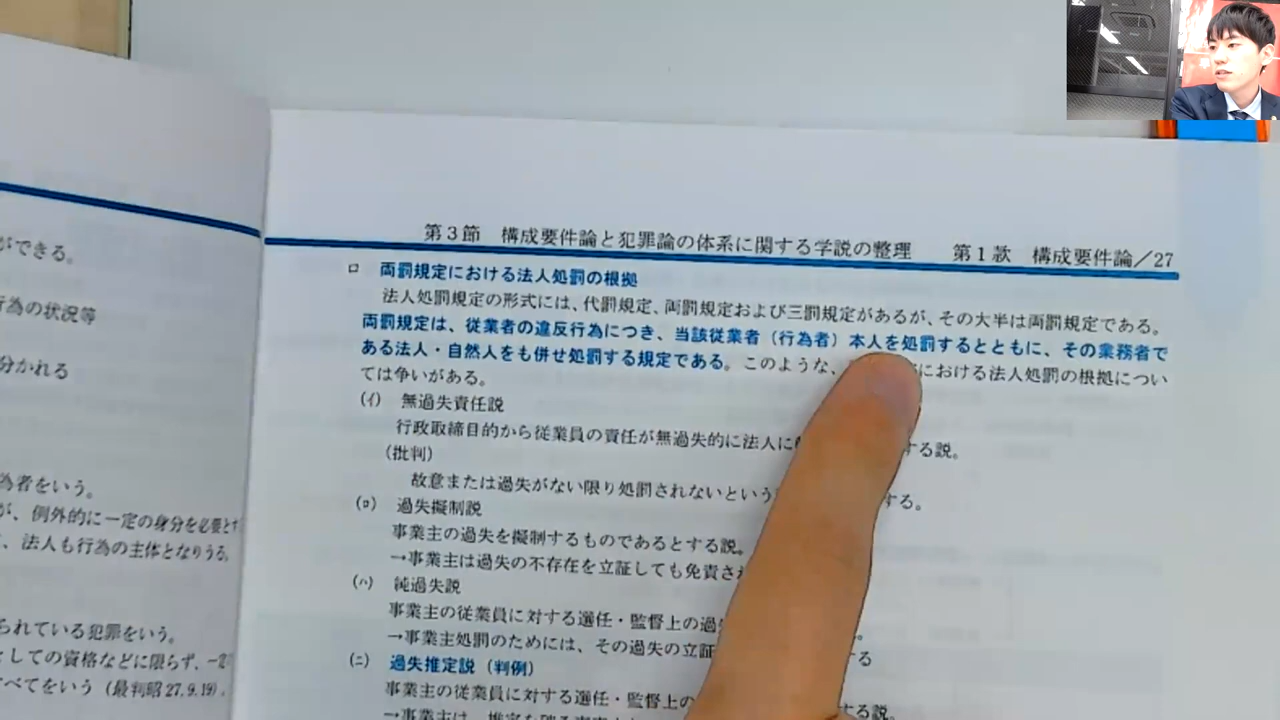 ができる。
行為の状況等
分かれる
為者をいう。
が、例外的に一定の身分を必要とす
、法人も行為の主体となりうる
られている犯罪をいう。
としての資格などに限らず、一定
べてをいう(最判昭27.9.19)。
第3節 構成要件論と犯罪論の体系に関する学説の整理 第1款 構成要件論/27
ロ 両罰規定における法人処罰の根拠
法人処罰規定の形式には、代罰規定、両罰規定および三罰規定があるが、その大半は両罰規定である。
両罰規定は、従業者の違反行為につき、当該従業者(行為者)本人を処罰するとともに、その業務者で
ある法人・自然人をも併せ処罰する規定である。このような、における法人処罰の根拠につい
ては争いがある。
(イ) 無過失責任説
行政取締目的から従業員の責任が無過失的に法人に する説。
(批判)
故意または過失がない限り処罰されないという する。
(ロ) 過失擬制説
事業主の過失を擬制するものであるとする説。
→事業主は過失の不存在を立証しても免責さ
(ハ) 純過失説
事業主の従業員に対する選任・監督上の過 。
→事業主処罰のためには、その過失の立証 る
(ニ) 過失推定説(判例)
事業主の従業員に対する選任・監督上の する説。
→事業主は、推定を破る